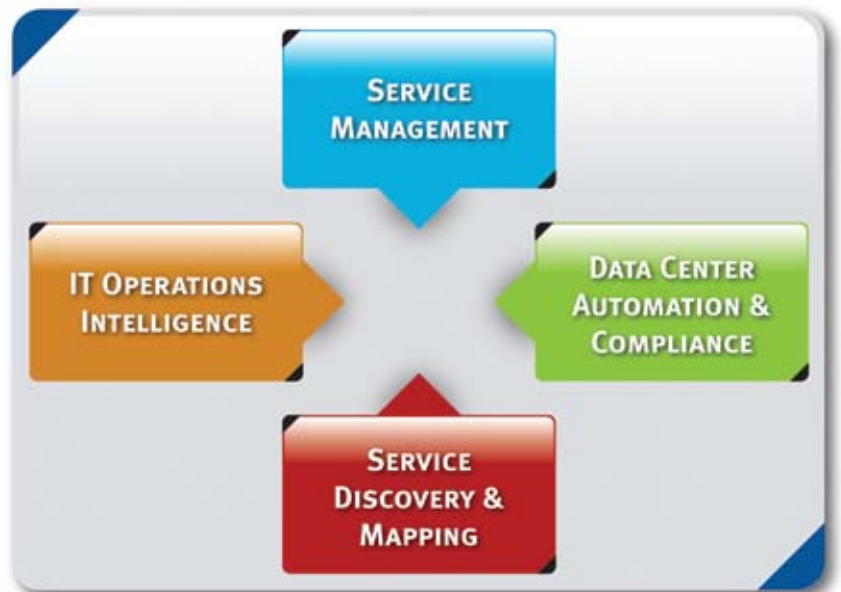 SERVICE
MANAGEMENT
IT OPERATIONS
INTELLIGENCE
DATA CENTER
AUTOMATION &
COMPLIANCE
SERVICE
DISCOVERY &
MAPPING